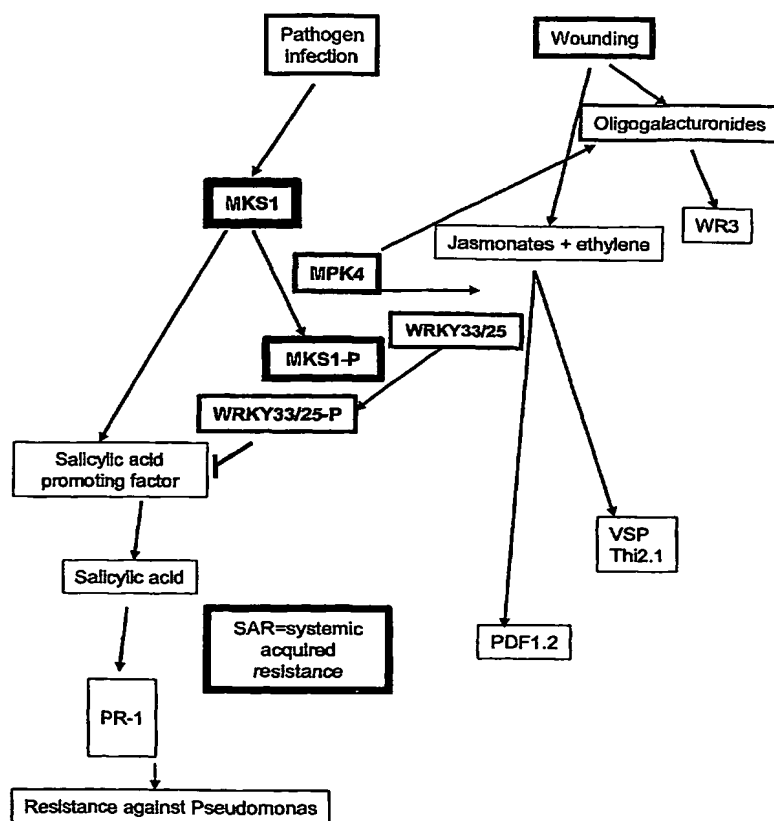 Pathogen
infection
Wounding
Oligogalacturonides
MKS1
WR3
Jasmonates + ethylene
MPK4
WRKY33/25
MKS1-P
WRKY33/25-P
Salicylic acid
promoting factor
VSP
Thi2.1
Salicylic acid
SAR=systemic
acquired
resistance
PDF1.2
PR-1
Resistance against Pseudomonas